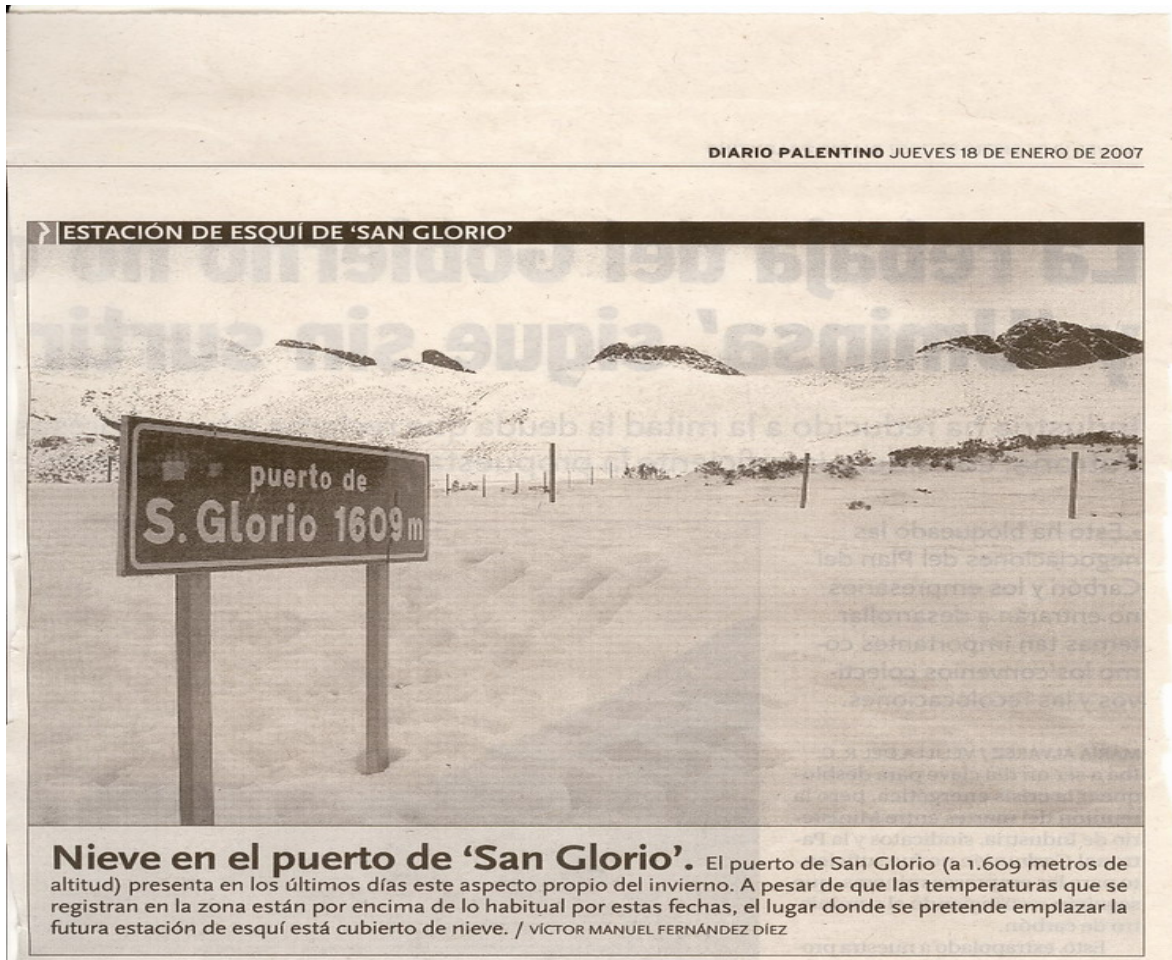 DIARIO PALENTINO JUEVES 18 DE ENERO DE 2007
ESTACIÓN DE ESQUÍ DE ‘SAN GLORIO’
puerto de
S. Glorio 1609 m
Nieve en el puerto de ‘San Glorio’. El puerto de San Glorio (a 1.609 metros de
altitud) presenta en los últimos días este aspecto propio del invierno. A pesar de que las temperaturas que se
registran en la zona están por encima de lo habitual por estas fechas, el lugar donde se pretende emplazar la
futura estación de esquí está cubierto de nieve. / VÍCTOR MANUEL FERNÁNDEZ DÍEZ